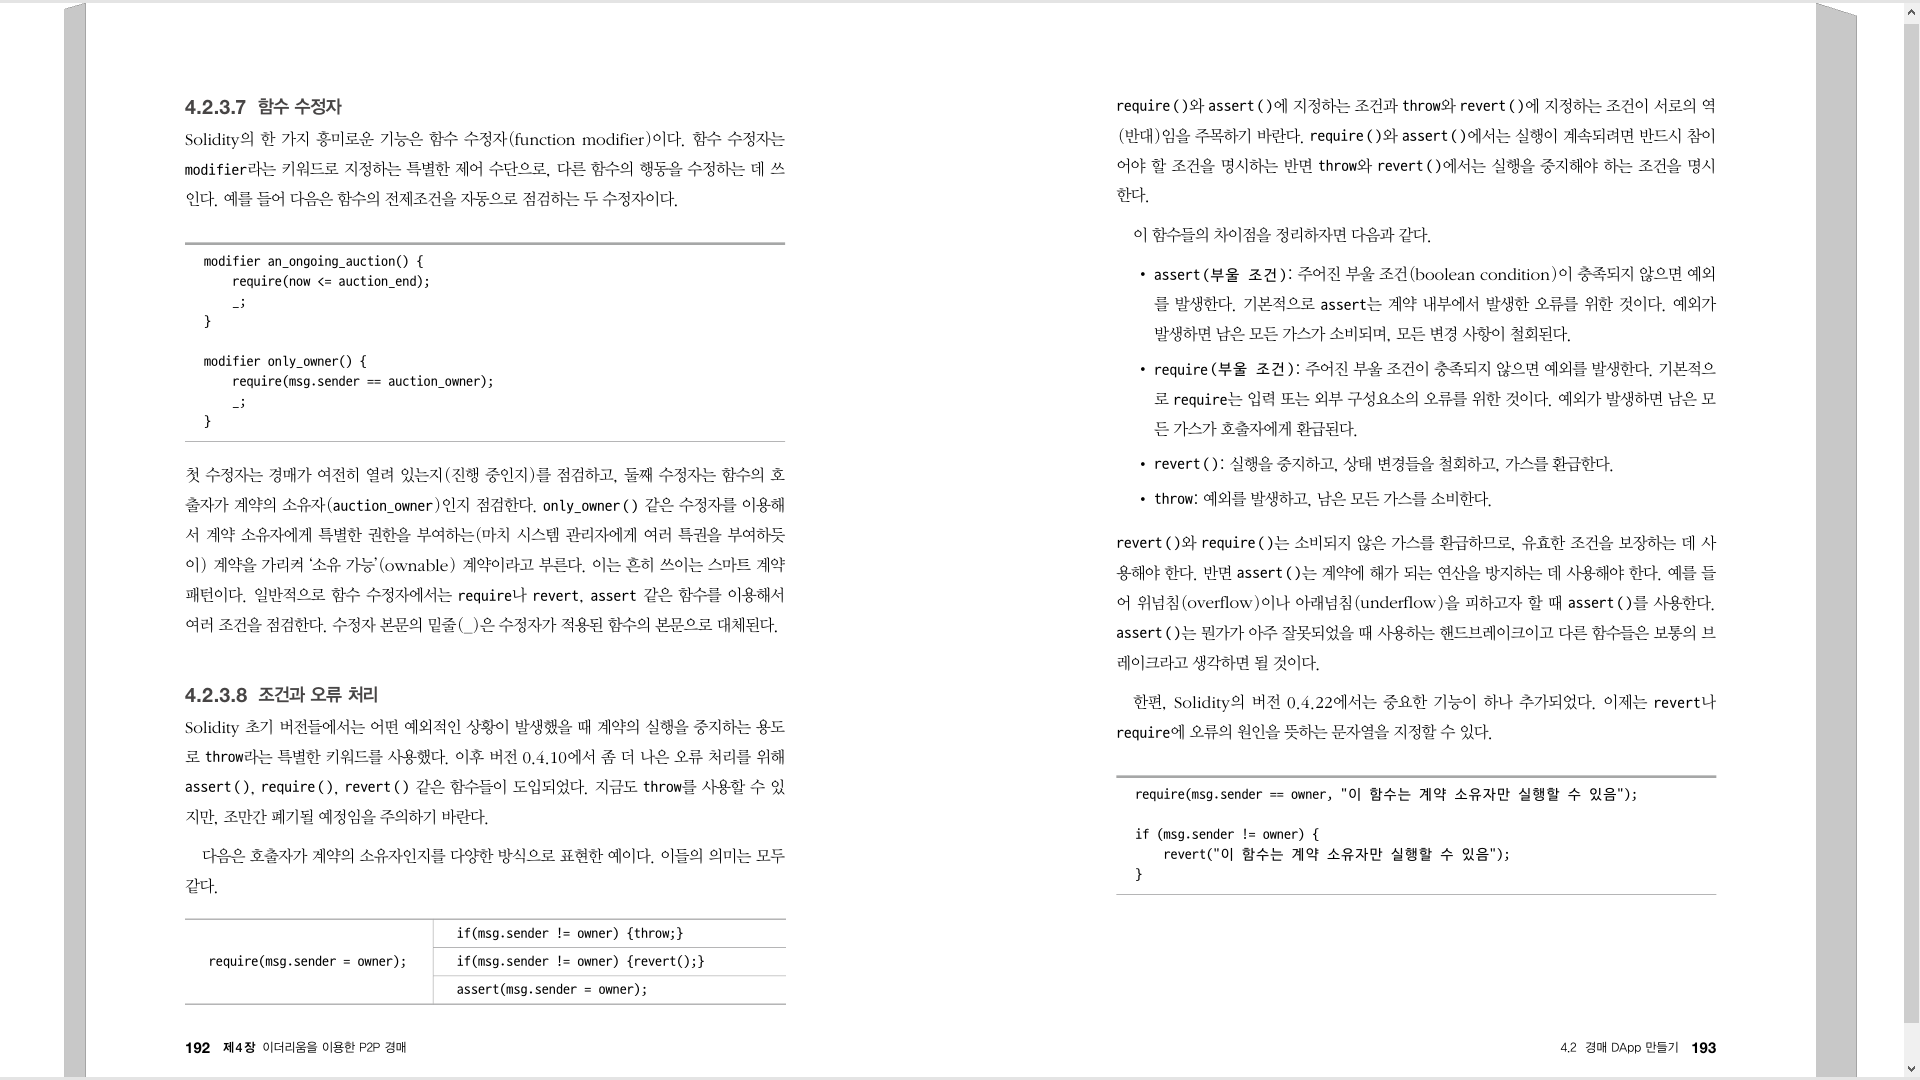 4.2.3.7 함수 수정자
Solidity의 한 가지 흥미로운 기능은 함수 수정자(function modifier)이다. 함수 수정자는
modifier라는 키워드로 지정하는 특별한 제어 수단으로, 다른 함수의 행동을 수정하는 데 쓰
인다. 예를 들어 다음은 함수의 전제조건을 자동으로 점검하는 두 수정자이다.
modifier an_ongoing_auction() {
    require(now <= auction_end);
    _;
}
modifier only_owner() {
    require(msg.sender == auction_owner);
    _;
}
첫 수정자는 경매가 여전히 열려 있는지(진행 중인지)를 점검하고, 둘째 수정자는 함수의 호
출자가 계약의 소유자(auction_owner)인지 점검한다. only_owner() 같은 수정자를 이용해
서 계약 소유자에게 특별한 권한을 부여하는(마치 시스템 관리자에게 여러 특권을 부여하듯
이) 계약을 가리켜 ‘소유 가능’(ownable) 계약이라고 부른다. 이는 흔히 쓰이는 스마트 계약
패턴이다. 일반적으로 함수 수정자에서는 require나 revert, assert 같은 함수를 이용해서
여러 조건을 점검한다. 수정자 본문의 밑줄(_)은 수정자가 적용된 함수의 본문으로 대체된다.
4.2.3.8 조건과 오류 처리
Solidity 초기 버전들에서는 어떤 예외적인 상황이 발생했을 때 계약의 실행을 중지하는 용도
로 throw라는 특별한 키워드를 사용했다. 이후 버전 0.4.10에서 좀 더 나은 오류 처리를 위해
assert(), require(), revert() 같은 함수들이 도입되었다. 지금도 throw를 사용할 수 있
지만, 조만간 폐기될 예정임을 주의하기 바란다.
다음은 호출자가 계약의 소유자인지를 다양한 방식으로 표현한 예이다. 이들의 의미는 모두
같다.
require(msg.sender = owner);
if(msg.sender != owner) {throw;}
if(msg.sender != owner) {revert();}
assert(msg.sender = owner);
192 제4장 이더리움을 이용한 P2P 경매
require()와 assert()에 지정하는 조건과 throw와 revert()에 지정하는 조건이 서로의 역
(반대)임을 주목하기 바란다. require()와 assert()에서는 실행이 계속되려면 반드시 참이
어야 할 조건을 명시하는 반면 throw와 revert()에서는 실행을 중지해야 하는 조건을 명시
한다.
이 함수들의 차이점을 정리하자면 다음과 같다.
• assert(부울 조건): 주어진 부울 조건(boolean condition)이 충족되지 않으면 예외
를 발생한다. 기본적으로 assert는 계약 내부에서 발생한 오류를 위한 것이다. 예외가
발생하면 남은 모든 가스가 소비되며, 모든 변경 사항이 철회된다.
• require(부울 조건): 주어진 부울 조건이 충족되지 않으면 예외를 발생한다. 기본적으
로 require는 입력 또는 외부 구성요소의 오류를 위한 것이다. 예외가 발생하면 남은 모
든 가스가 호출자에게 환급된다.
• revert(): 실행을 중지하고, 상태 변경들을 철회하고, 가스를 환급한다.
• throw: 예외를 발생하고, 남은 모든 가스를 소비한다.
revert()와 require()는 소비되지 않은 가스를 환급하므로, 유효한 조건을 보장하는 데 사
용해야 한다. 반면 assert()는 계약에 해가 되는 연산을 방지하는 데 사용해야 한다. 예를 들
어 위넘침(overflow)이나 아래넘침(underflow)을 피하고자 할 때 assert()를 사용한다.
assert()는 뭔가가 아주 잘못되었을 때 사용하는 핸드브레이크이고 다른 함수들은 보통의 브
레이크라고 생각하면 될 것이다.
한편, Solidity의 버전 0.4.22에서는 중요한 기능이 하나 추가되었다. 이제는 revert나
require에 오류의 원인을 뜻하는 문자열을 지정할 수 있다.
require(msg.sender == owner, "이 함수는 계약 소유자만 실행할 수 있음");
if (msg.sender != owner) {
    revert("이 함수는 계약 소유자만 실행할 수 있음");
}
4.2 경매 DApp 만들기 193